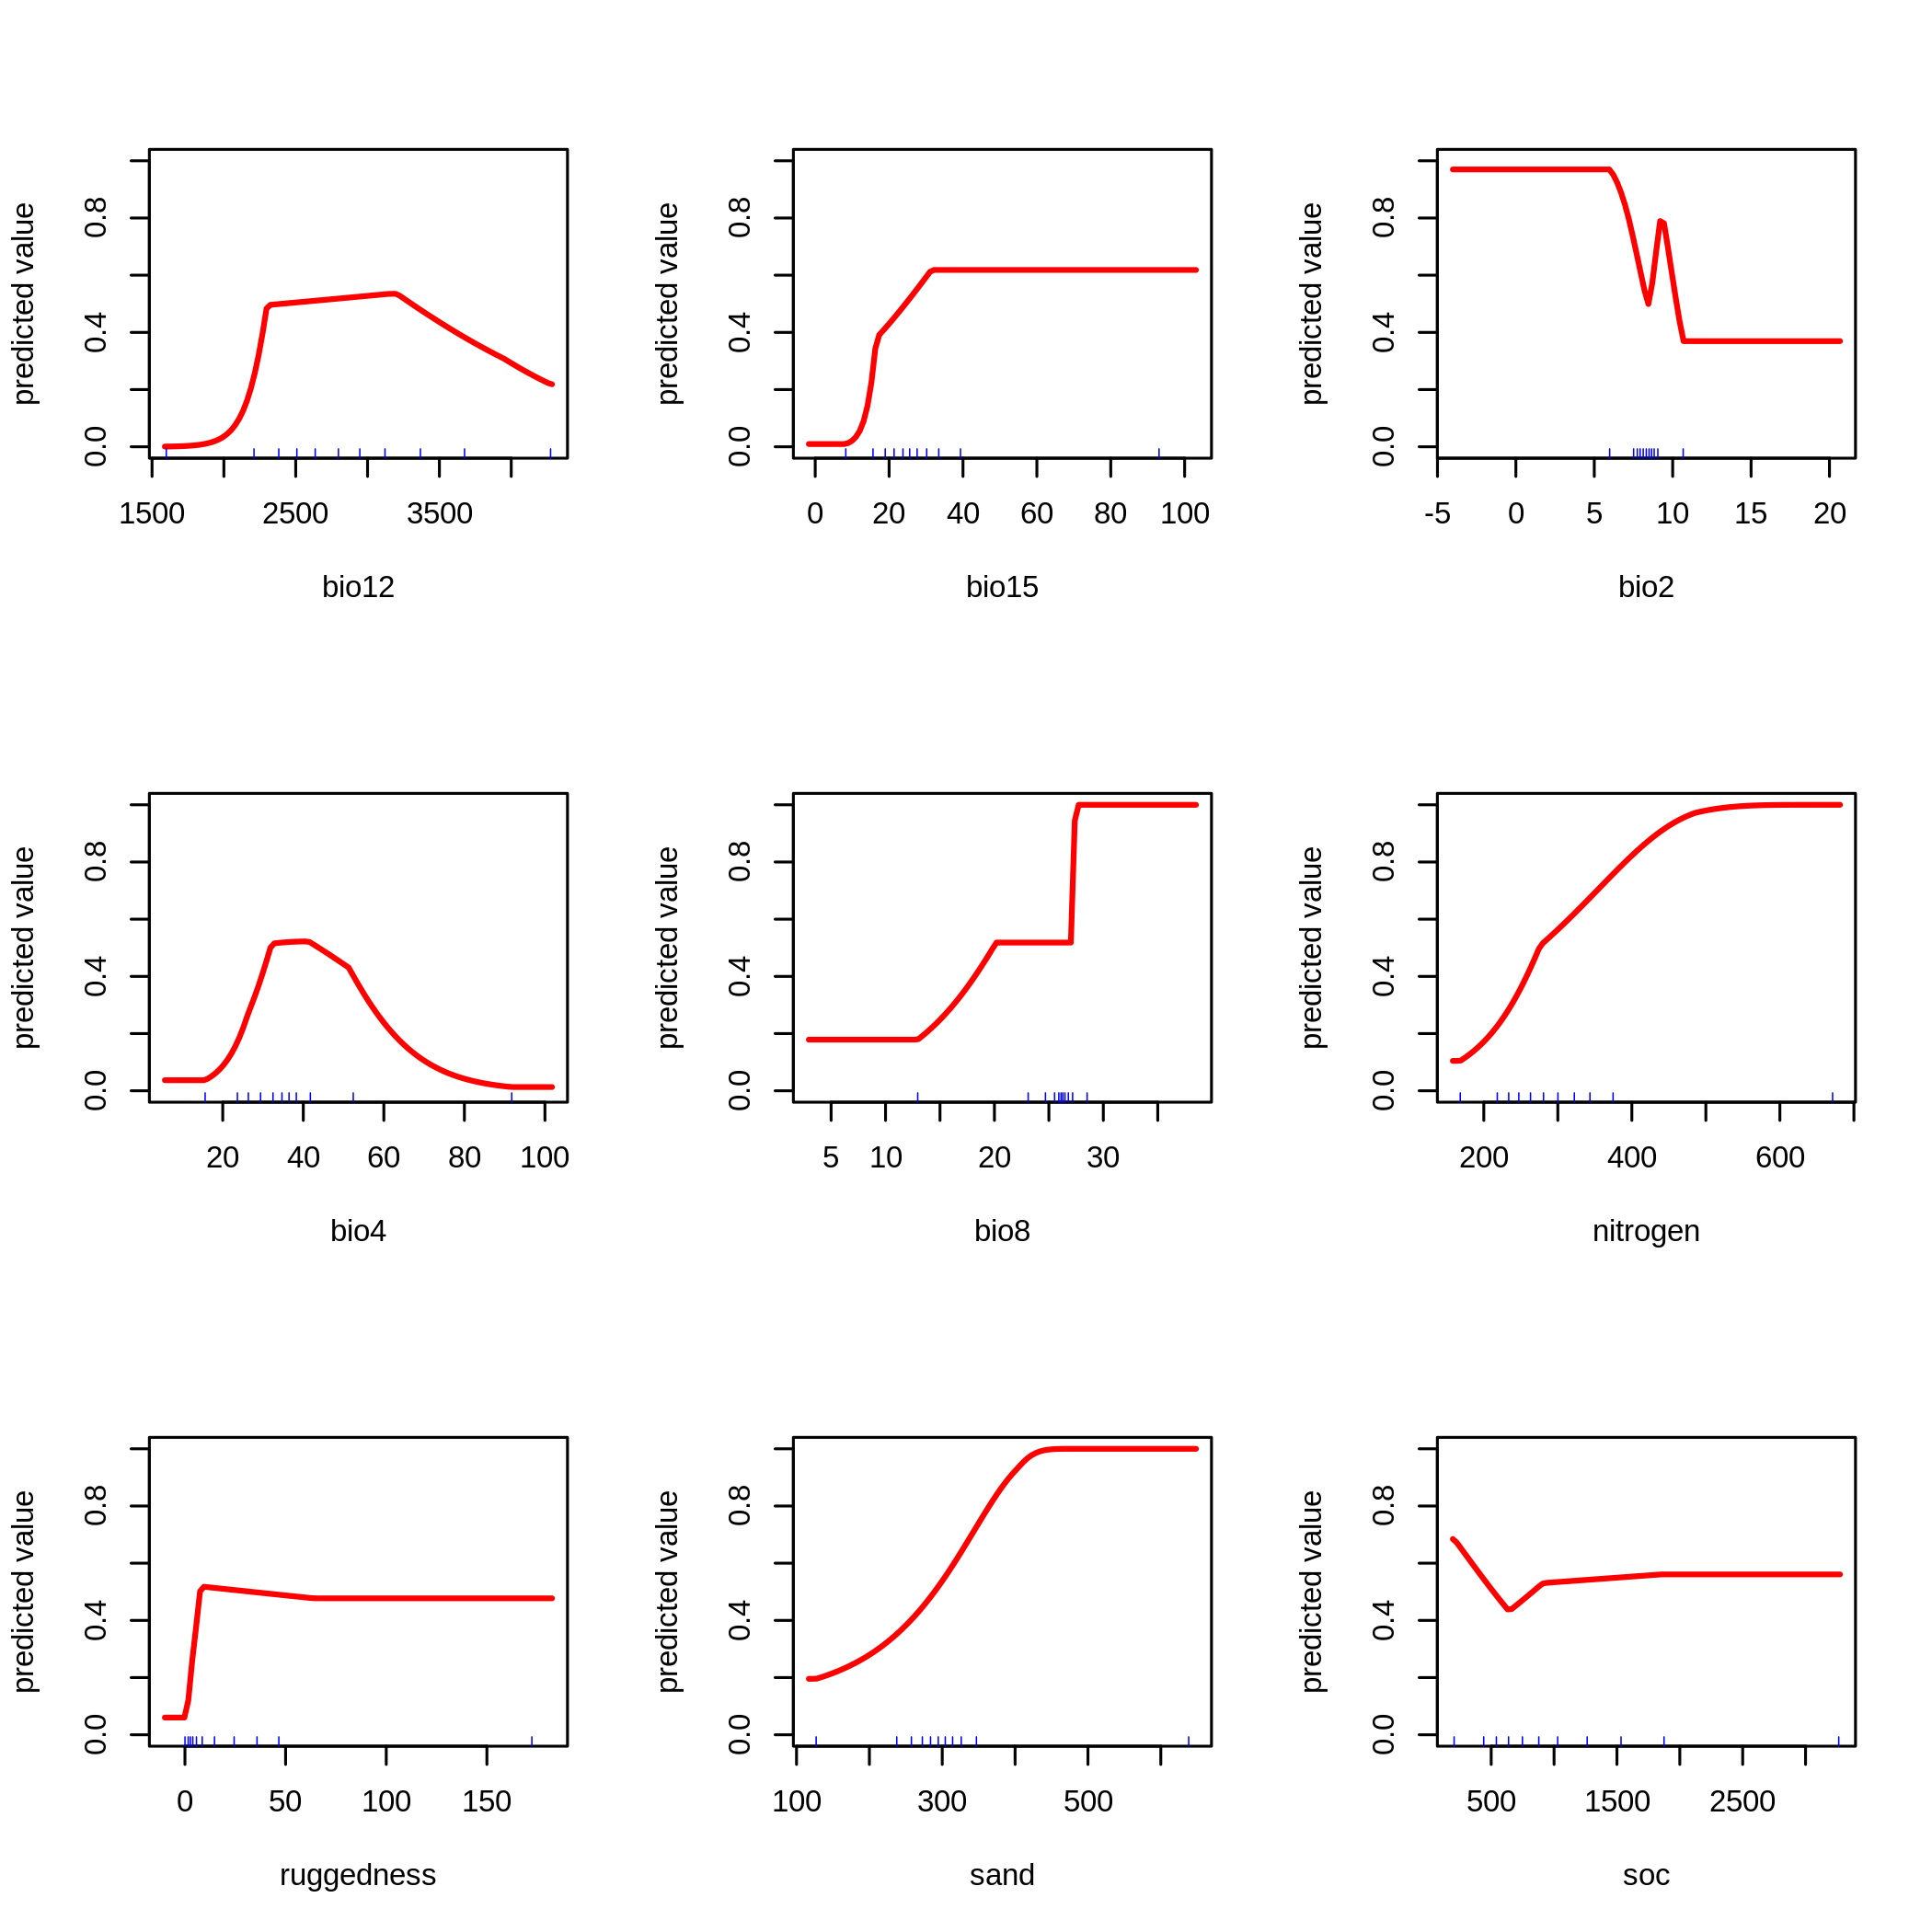 predicted value
0.0 0.4 0.8
1500 2500 3500
bio12
predicted value
0.0 0.4 0.8
0 20 40 60 80 100
bio15
predicted value
0.0 0.4 0.8
-5 0 5 10 15 20
bio2
predicted value
0.0 0.4 0.8
20 40 60 80 100
bio4
predicted value
0.0 0.4 0.8
5 10 20 30
bio8
predicted value
0.0 0.4 0.8
200 400 600
nitrogen
predicted value
0.0 0.4 0.8
0 50 100 150
ruggedness
predicted value
0.0 0.4 0.8
100 300 500
sand
predicted value
0.0 0.4 0.8
500 1500 2500
soc